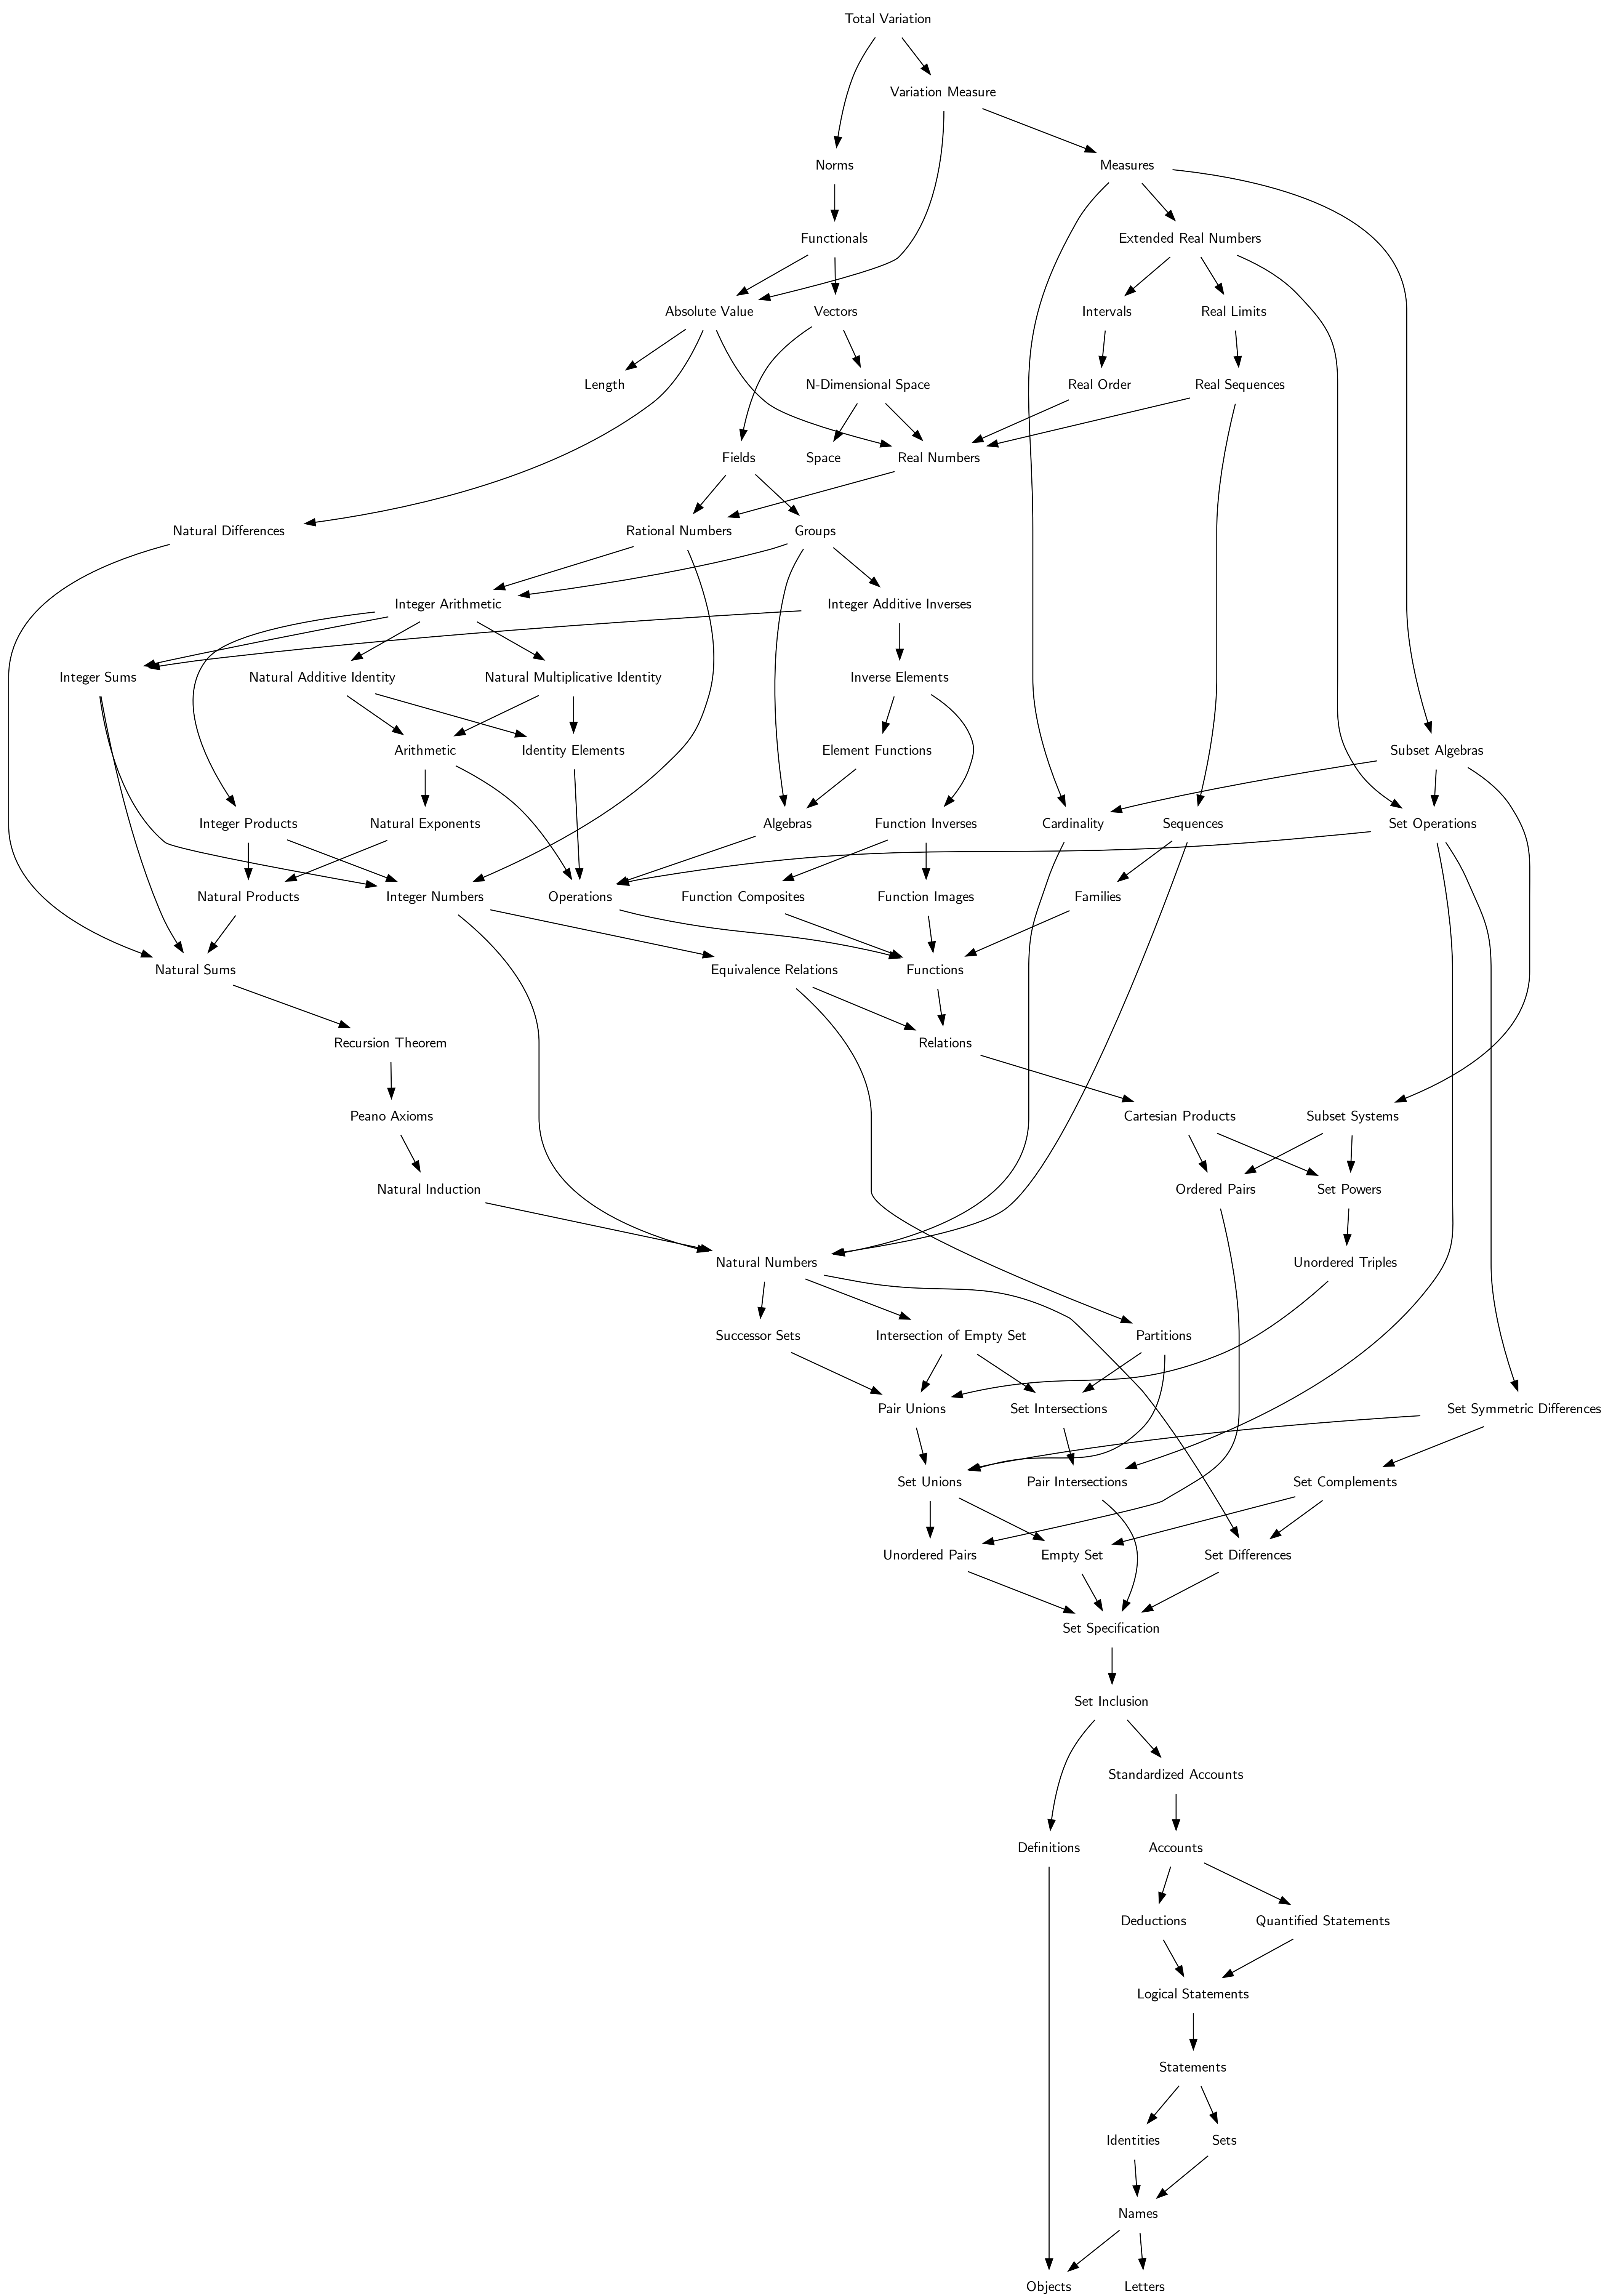 Total Variation
Variation Measure
Norms
Measures
Functionals
Extended Real Numbers
Absolute Value
Vectors
Intervals
Real Limits
Length
N-Dimensional Space
Real Order
Real Sequences
Fields
Space
Real Numbers
Natural Differences
Rational Numbers
Groups
Integer Arithmetic
Integer Additive Inverses
Integer Sums
Natural Additive Identity
Natural Multiplicative Identity
Inverse Elements
Arithmetic
Identity Elements
Element Functions
Subset Algebras
Integer Products
Natural Exponents
Algebras
Function Inverses
Cardinality
Sequences
Set Operations
Natural Products
Integer Numbers
Operations
Function Composites
Function Images
Families
Natural Sums
Equivalence Relations
Functions
Recursion Theorem
Relations
Peano Axioms
Cartesian Products
Subset Systems
Natural Induction
Ordered Pairs
Set Powers
Natural Numbers
Unordered Triples
Successor Sets
Intersection of Empty Set
Partitions
Pair Unions
Set Intersections
Set Symmetric Differences
Set Unions
Pair Intersections
Set Complements
Unordered Pairs
Empty Set
Set Differences
Set Specification
Set Inclusion
Standardized Accounts
Definitions
Accounts
Deductions
Quantified Statements
Logical Statements
Statements
Identities
Sets
Names
Objects
Letters